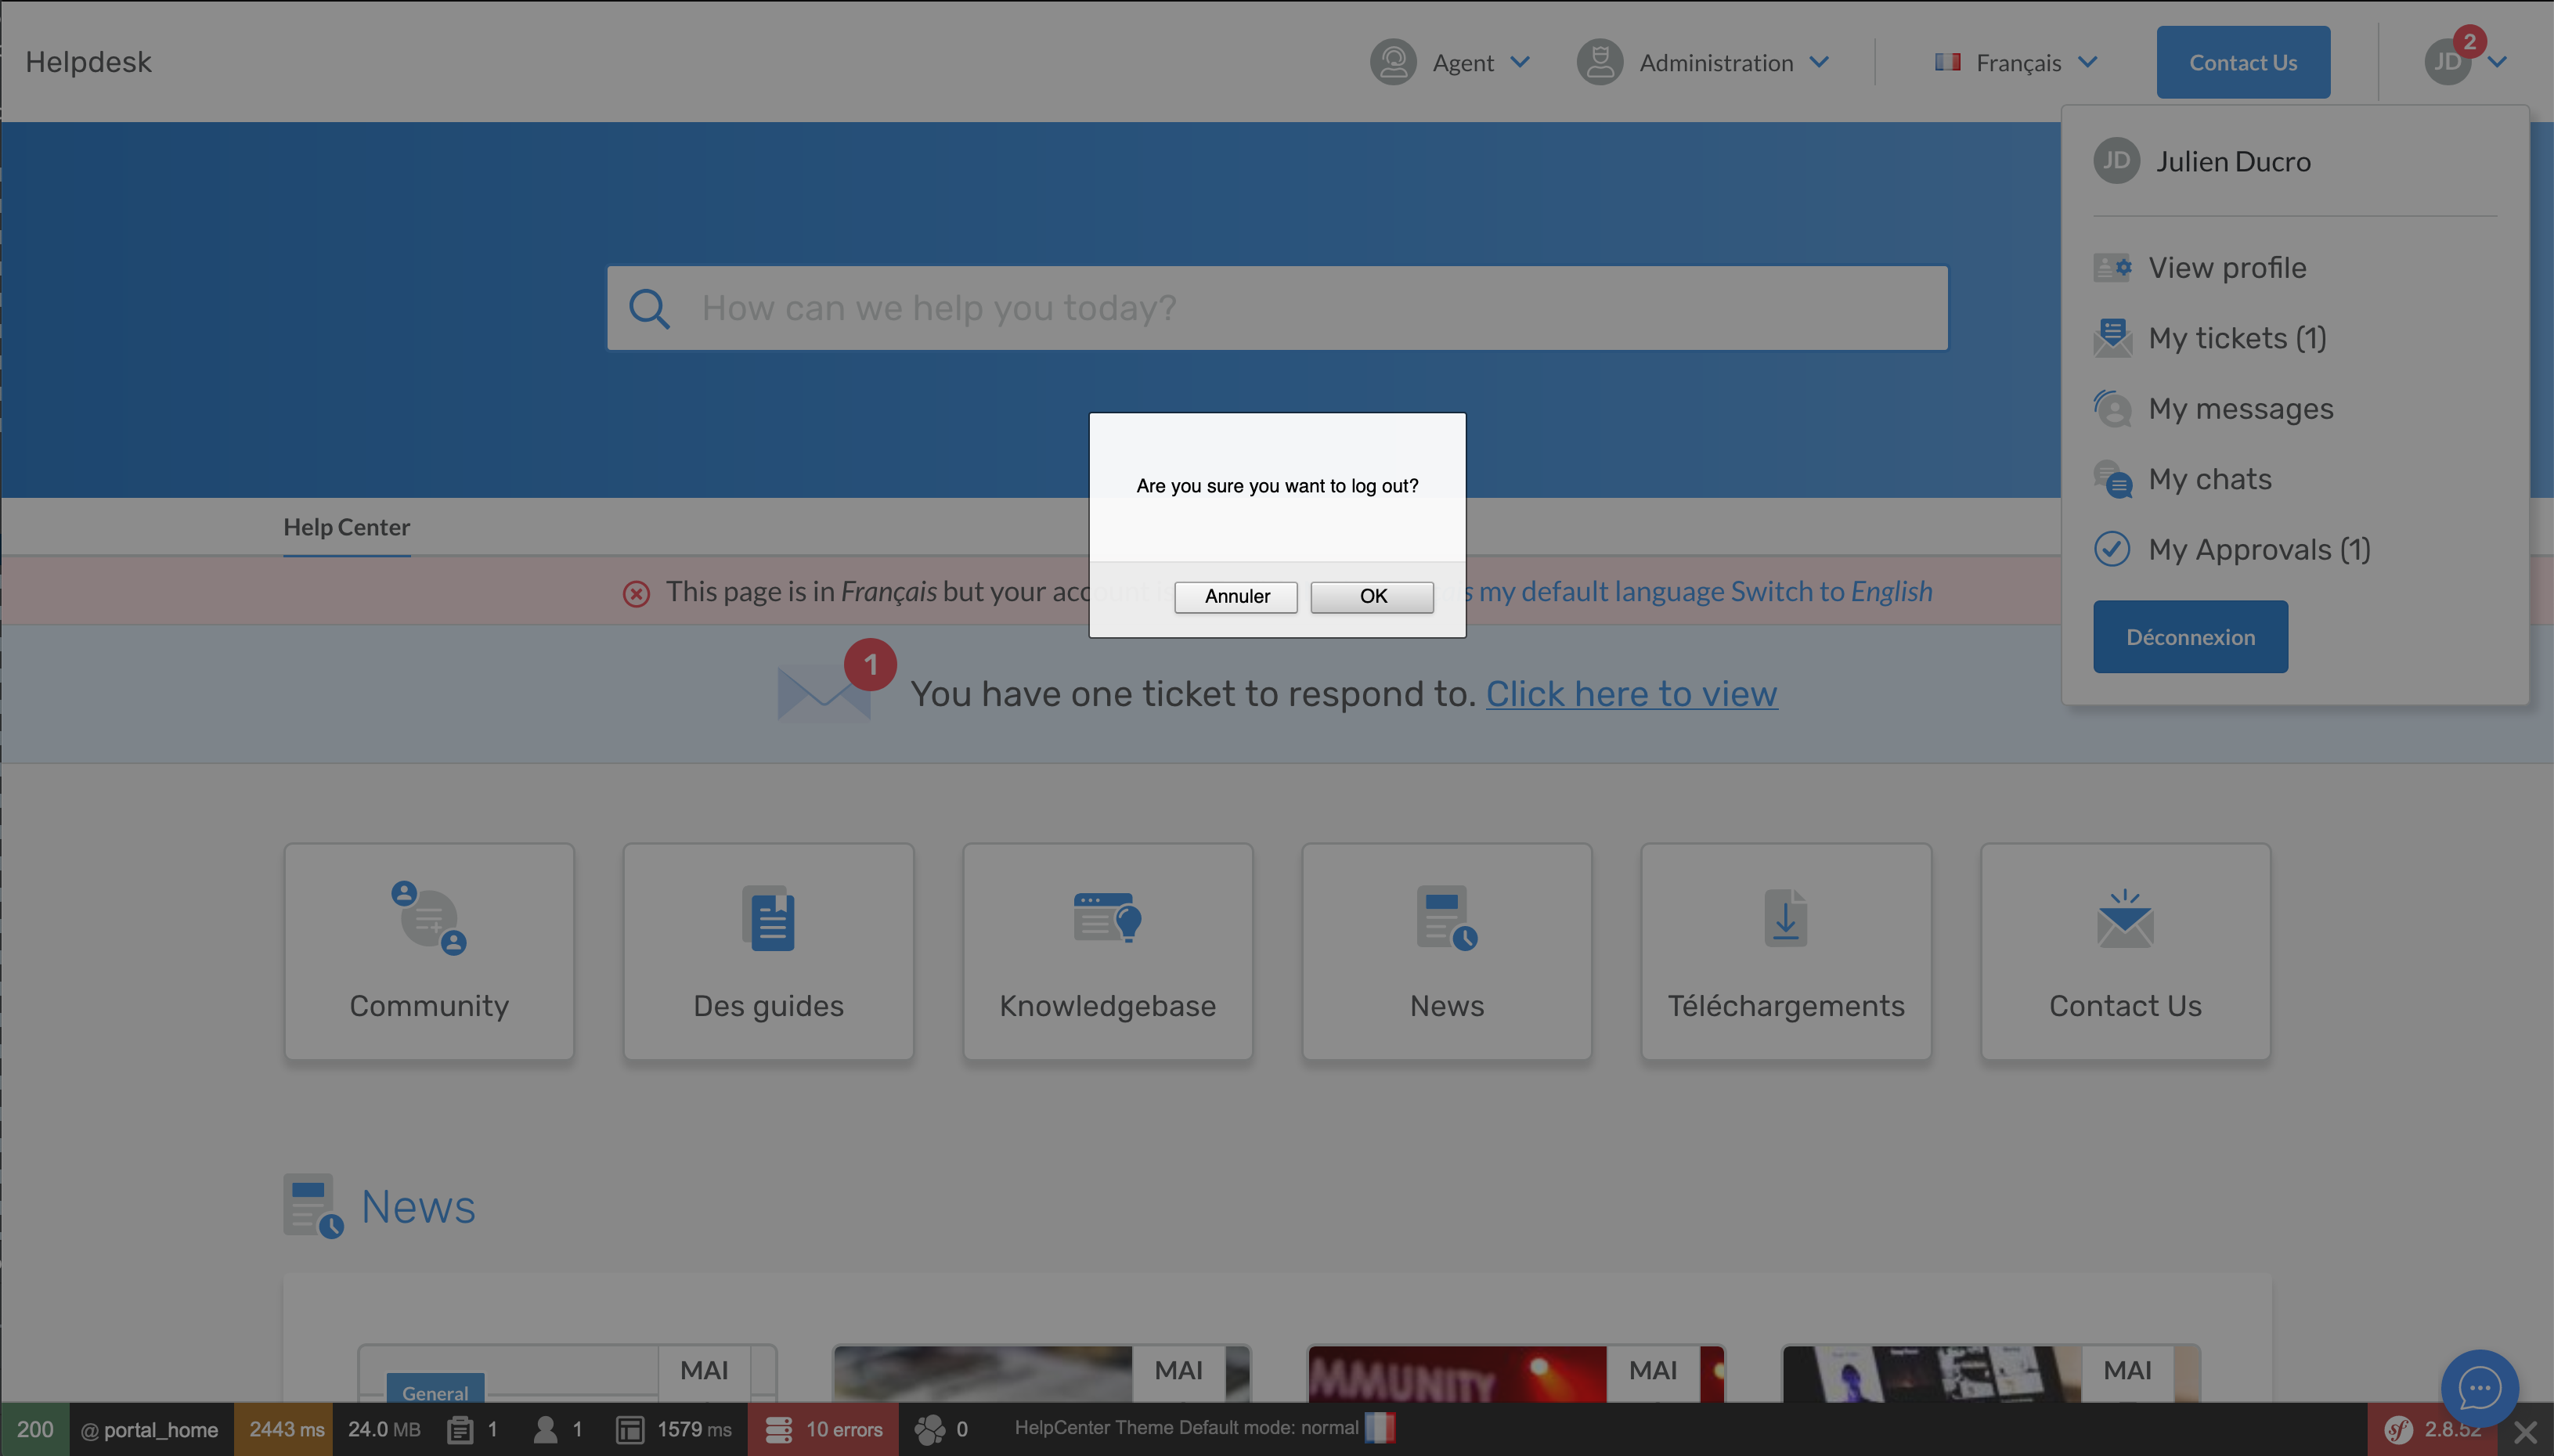 Helpdesk
Agent
Administration
Français
Contact Us
JD
2
JD
Julien Ducro
View profile
My tickets (1)
My messages
My chats
My Approvals (1)
Déconnexion
How can we help you today?
Are you sure you want to log out?
Annuler
OK
Help Center
This page is in Français but your my default language Switch to English
1
You have one ticket to respond to. Click here to view
Community
Des guides
Knowledgebase
News
Téléchargements
Contact Us
News
General
MAI
MAI
MMUNITY
MAI
MAI
200
@ portal_home
2443 ms
24.0 MB
1
1
1579 ms
10 errors
0
HelpCenter Theme Default mode: normal
sf
2.8.52